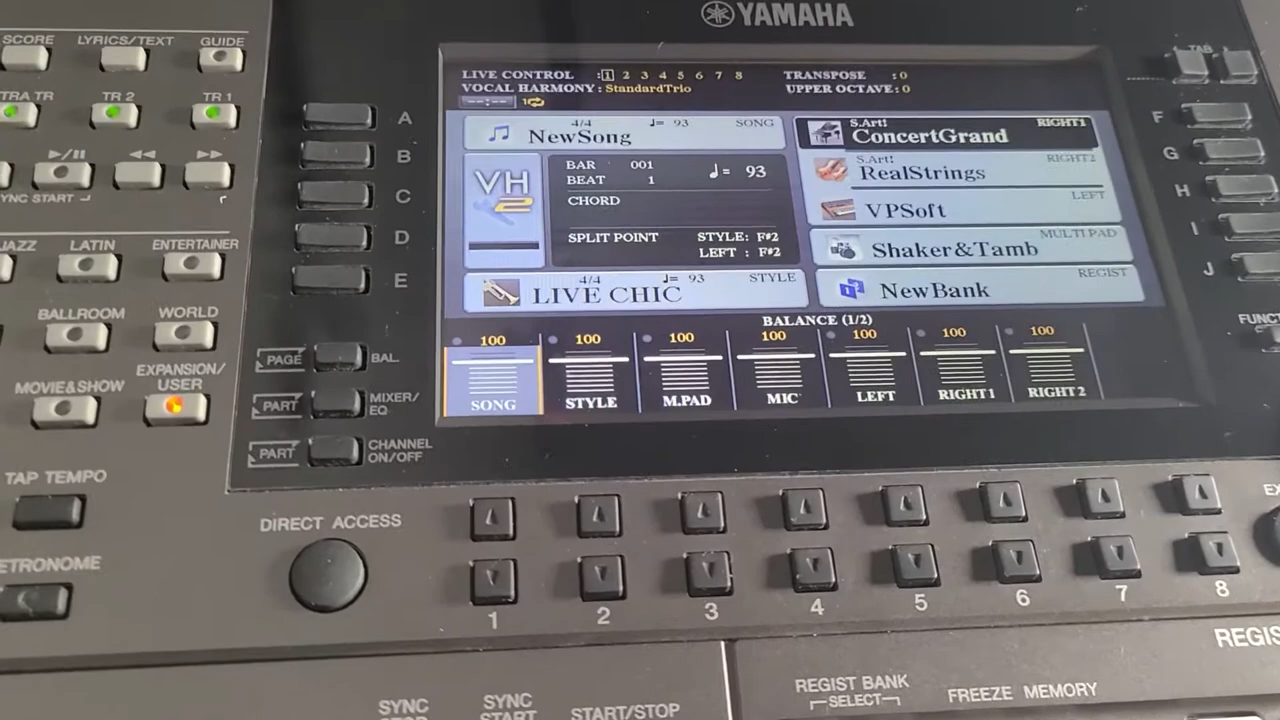 YAMAHA
SCORE LYRICS/TEXT GUIDE
TR 2 TR 1
JAZZ LATIN ENTERTAINER
BALLROOM WORLD
MOVIE&SHOW EXPANSION/
USER
TAP TEMPO
A
B
C
D
E
PAGE BAL.
PART MIXER/
EQ
PART CHANNEL
ON/OFF
LIVE CONTROL :1 2 3 4 5 6 7 8 TRANSPOSE :0
VOCAL HARMONY : StandardTrio UPPER OCTAVE : 0
4/4 ♩= 93 SONG
NewSong
VH
2
BAR 001
BEAT 1
♩= 93
CHORD
SPLIT POINT STYLE: F#2
LEFT : F#2
4/4 ♩= 93 STYLE
LIVE CHIC
S.Art! RIGHT1
ConcertGrand
S.Art! RIGHT2
RealStrings
LEFT
VPSoft
MULTI PAD
Shaker&Tamb
REGIST
NewBank
BALANCE (1/2)
100 100 100 100 100 100 100
SONG STYLE M.PAD MIC LEFT RIGHT1 RIGHT2
TAB
F
G
H
I
J
DIRECT ACCESS
1 2 3 4 5 6 7 8
SYNC
START
START/STOP
REGIST BANK
SELECT
FREEZE MEMORY